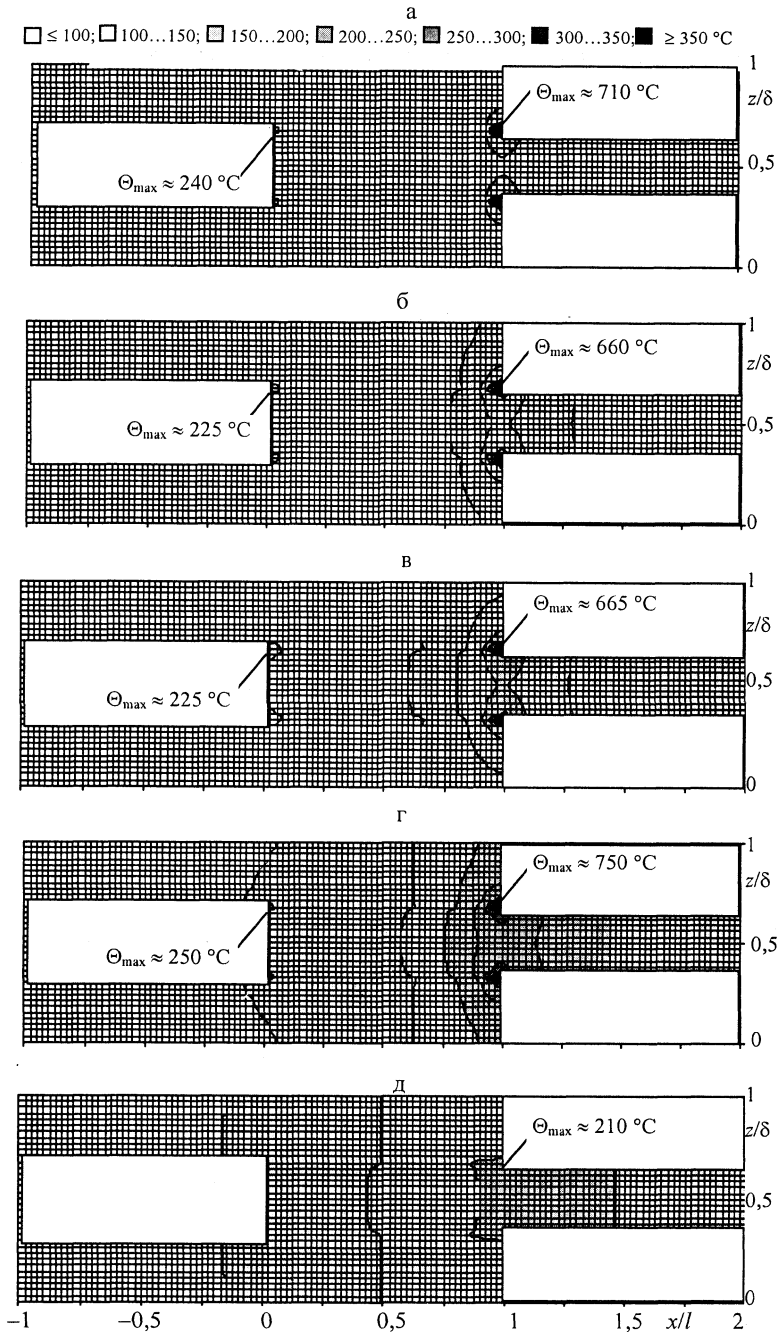 а
≤ 100; 100...150; 150...200; 200...250; 250...300; 300...350; ≥ 350 °C
1
Θmax ≈ 710 °C
z/δ
0,5
Θmax ≈ 240 °C
0
б
1
Θmax ≈ 660 °C
z/δ
0,5
Θmax ≈ 225 °C
0
в
1
Θmax ≈ 665 °C
z/δ
0,5
Θmax ≈ 225 °C
0
г
1
Θmax ≈ 750 °C
z/δ
0,5
Θmax ≈ 250 °C
0
д
1
Θmax ≈ 210 °C
z/δ
0,5
0
−1 −0,5 0 0,5 1 1,5 x/l 2